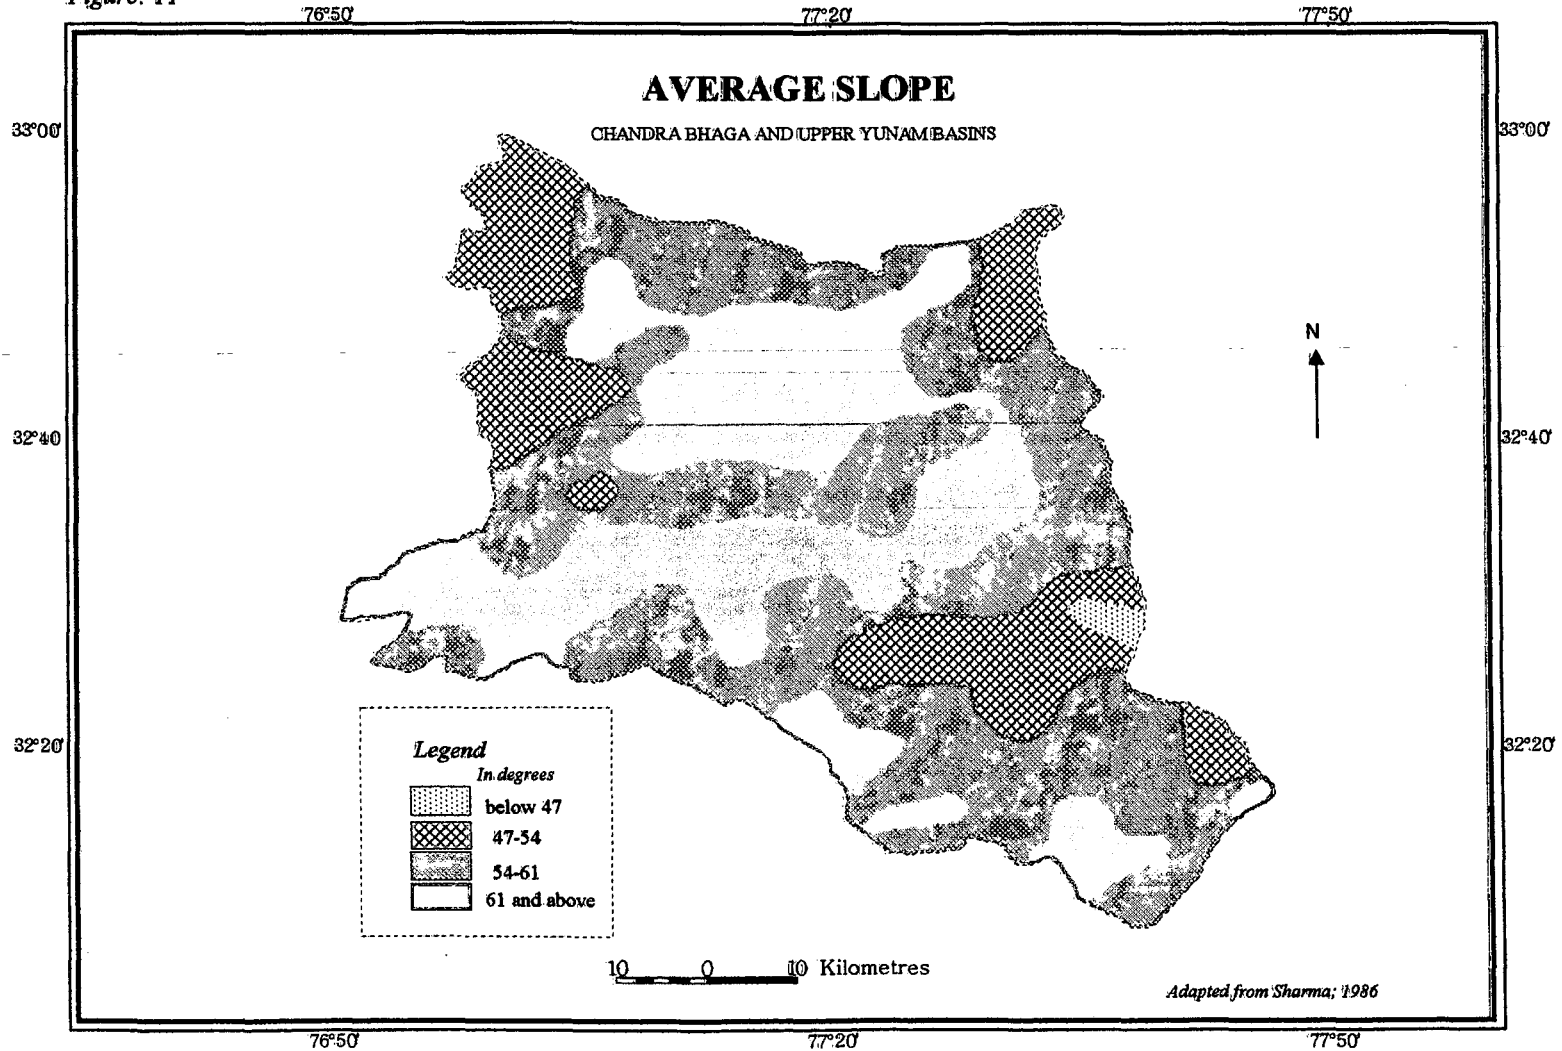 76°50' 77°20' 77°50'
AVERAGE SLOPE
33°00' CHANDRA BHAGA AND UPPER YUNAM BASINS 33°00'
N
32°40' 32°40'
32°20' 32°20'
Legend
In degrees
below 47
47-54
54-61
61 and above
10 0 10 Kilometres
Adapted from Sharma; 1986
76°50' 77°20' 77°50'